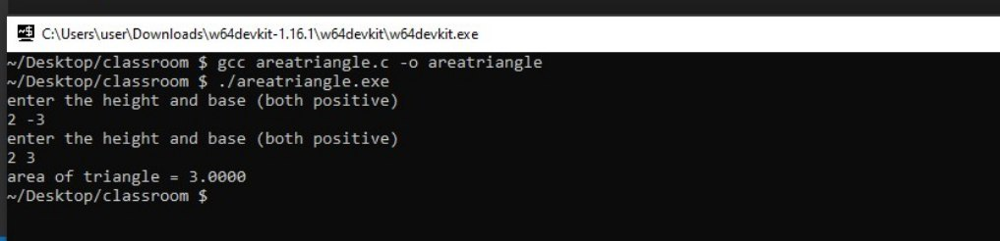 C:\Users\user\Downloads\w64devkit-1.16.1\w64devkit\w64devkit.exe
~/Desktop/classroom $ gcc areatriangle.c -o areatriangle
~/Desktop/classroom $ ./areatriangle.exe
enter the height and base (both positive)
2 -3
enter the height and base (both positive)
2 3
area of triangle = 3.0000
~/Desktop/classroom $